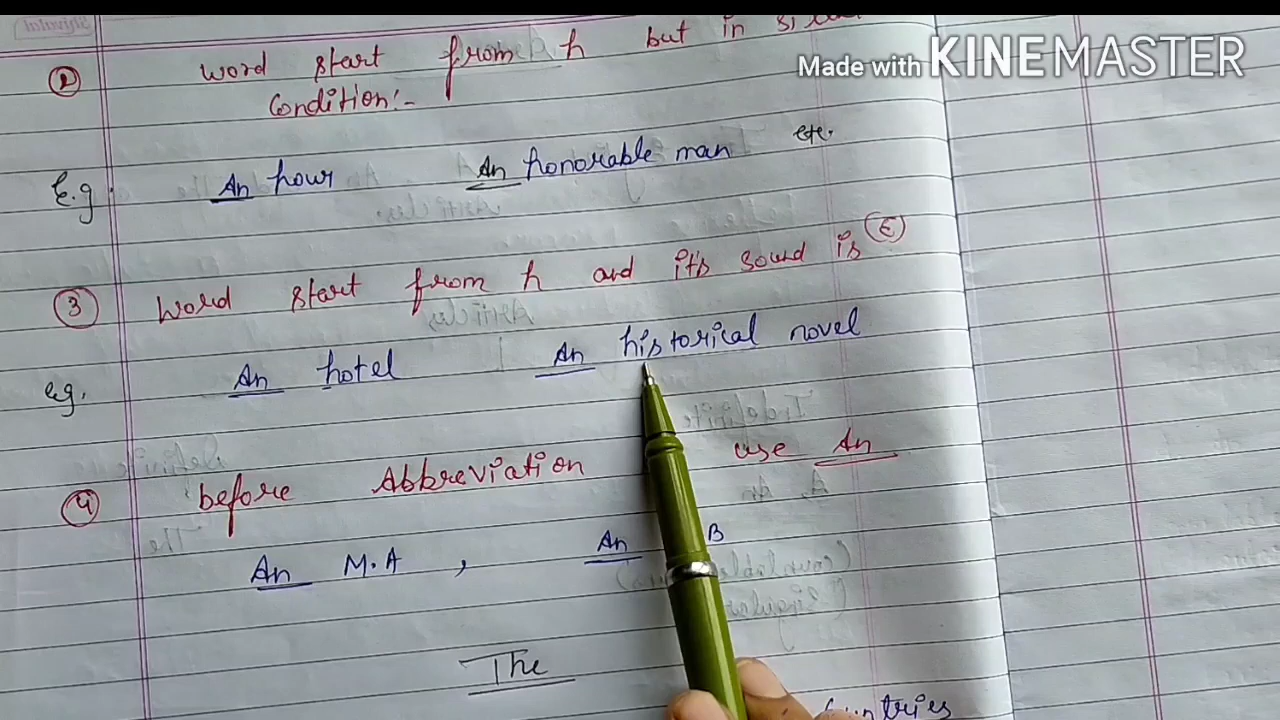 Made with KINEMASTER
② word start from h but in
Condition:-
E.g. An hour An honorable man etc.
③ Word start from h and its sound is (E)
eg. An hotel An historical novel
④ before Abbreviation use An
An M.A , An B
The